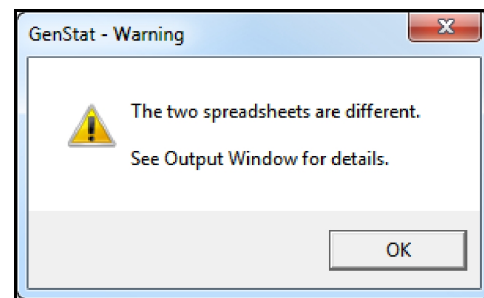 GenStat - Warning
The two spreadsheets are different.
See Output Window for details.
OK